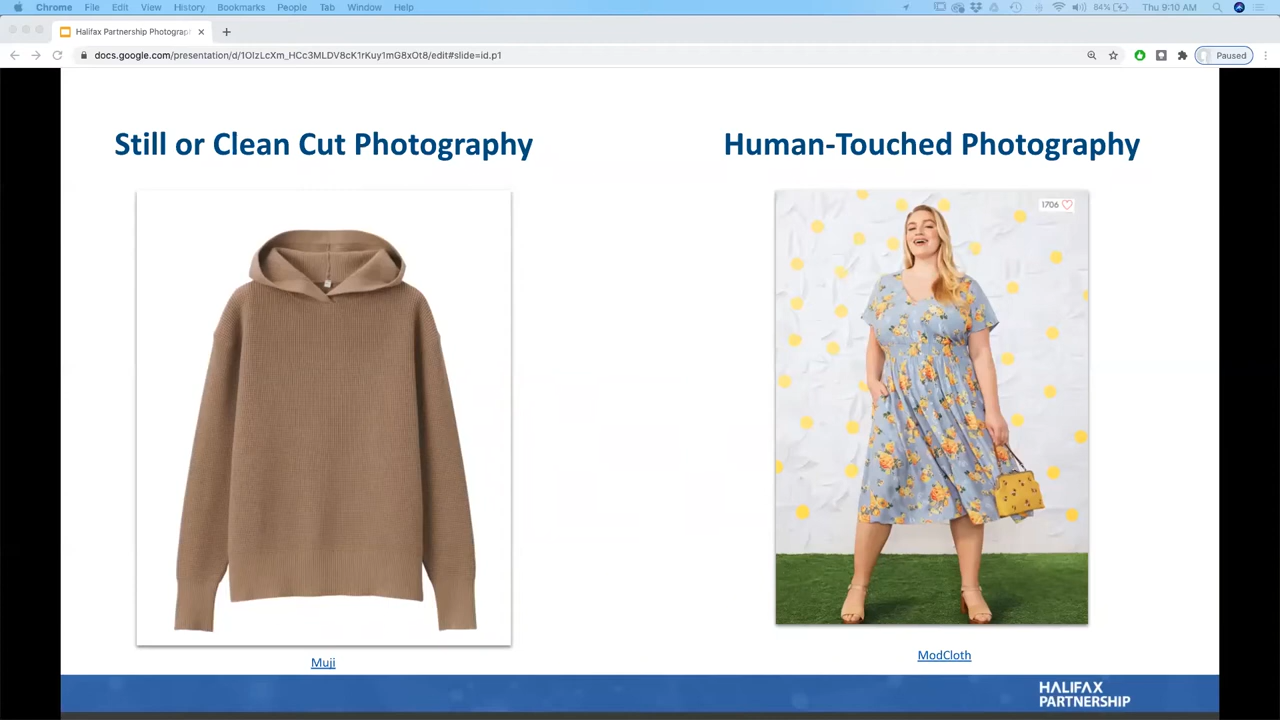 Chrome File Edit View History Bookmarks People Tab Window Help 84% Thu 9:10 AM
Halifax Partnership Photograp
docs.google.com/presentation/d/1OIzLcXm_HCc3MLDV8cK1rKuy1mG8xOt8/edit#slide=id.p1 Paused
Still or Clean Cut Photography
Human-Touched Photography
1706
Muji
ModCloth
HALIFAX
PARTNERSHIP